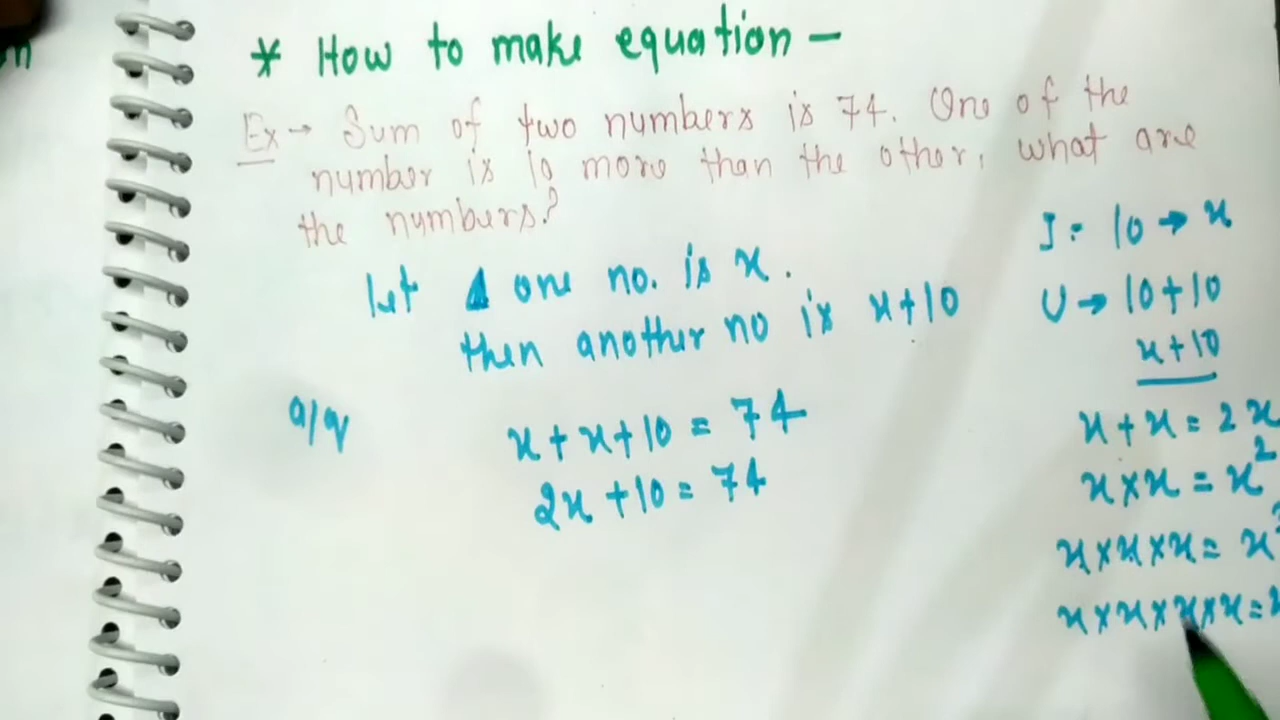 n
* How to make equation -
Ex → Sum of two numbers is 74. One of the
number is 10 more than the other, what are
the numbers?
let one no. is x.
then another no is x+10
a/q
x + x + 10 = 74
2x + 10 = 74
I = 10 → x
U → 10 + 10
x + 10
x + x = 2x
x × x = x²
x × x × x = x
x × x × x × x =